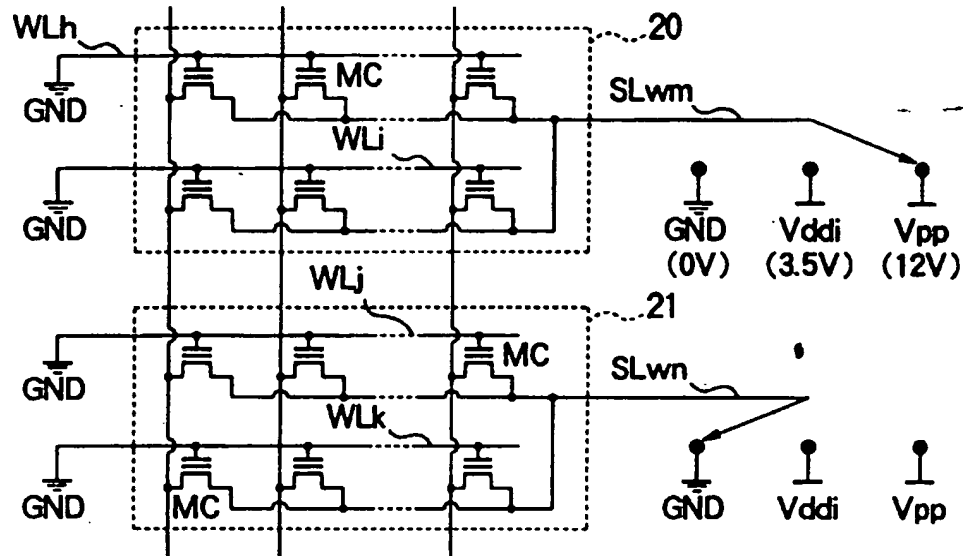 WLh
20
MC
SLwm
GND
WLi
GND
GND
(0V)
Vddi
(3.5V)
Vpp
(12V)
WLj
21
MC
SLwn
GND
WLk
GND
MC
GND
Vddi
Vpp